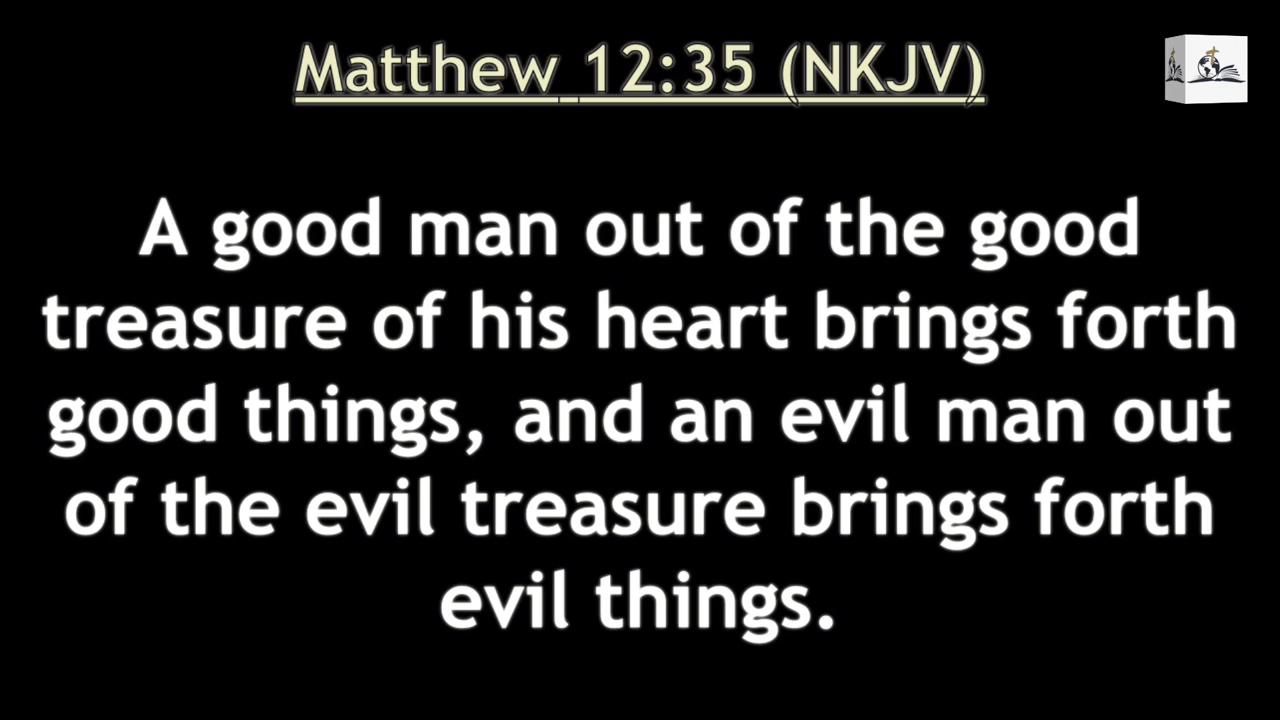 Matthew 12:35 (NKJV)
A good man out of the good
treasure of his heart brings forth
good things, and an evil man out
of the evil treasure brings forth
evil things.